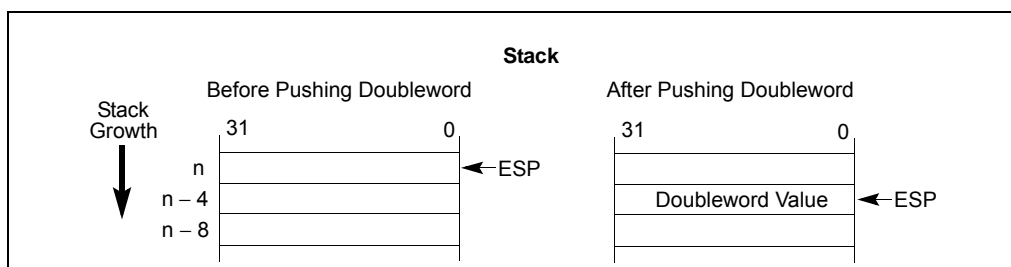 Stack
Before Pushing Doubleword
After Pushing Doubleword
Stack
Growth
31 0
31 0
n
ESP
n – 4
Doubleword Value
ESP
n – 8